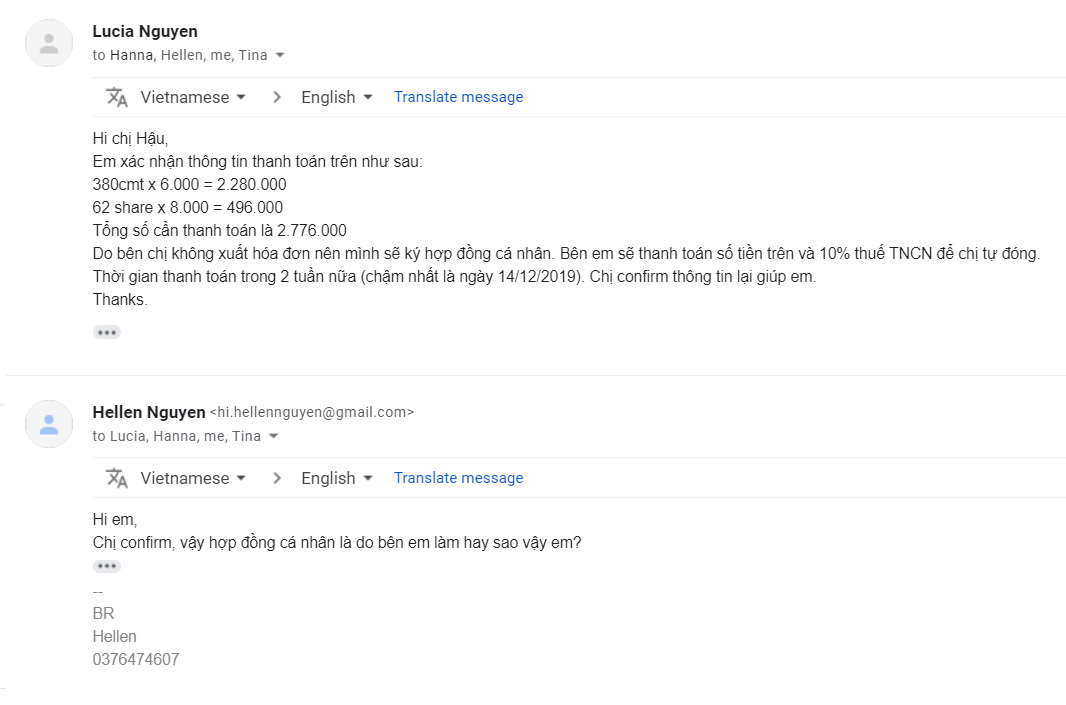 Lucia Nguyen
to Hanna, Hellen, me, Tina
Vietnamese > English Translate message
Hi chị Hậu,
Em xác nhận thông tin thanh toán trên như sau:
380cmt x 6.000 = 2.280.000
62 share x 8.000 = 496.000
Tổng số cần thanh toán là 2.776.000
Do bên chị không xuất hóa đơn nên mình sẽ ký hợp đồng cá nhân. Bên em sẽ thanh toán số tiền trên và 10% thuế TNCN để chị tự đóng.
Thời gian thanh toán trong 2 tuần nữa (chậm nhất là ngày 14/12/2019). Chị confirm thông tin lại giúp em.
Thanks.
Hellen Nguyen <hi.hellennguyen@gmail.com>
to Lucia, Hanna, me, Tina
Vietnamese > English Translate message
Hi em,
Chị confirm, vậy hợp đồng cá nhân là do bên em làm hay sao vậy em?
--
BR
Hellen
0376474607